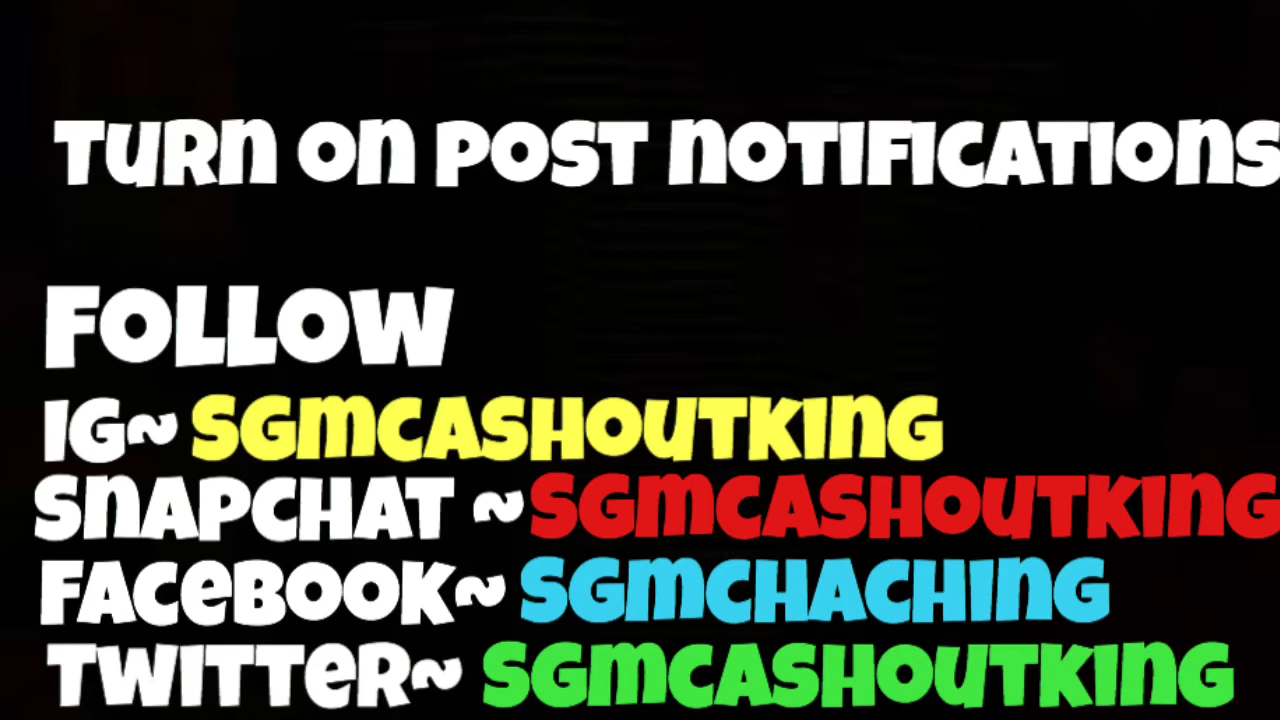 Turn on post notifications
Follow
IG~ SGMCASHOUTKING
Snapchat ~SGMCASHOUTKING
Facebook~ SGMCHACHING
Twitter~ SGMCASHOUTKING